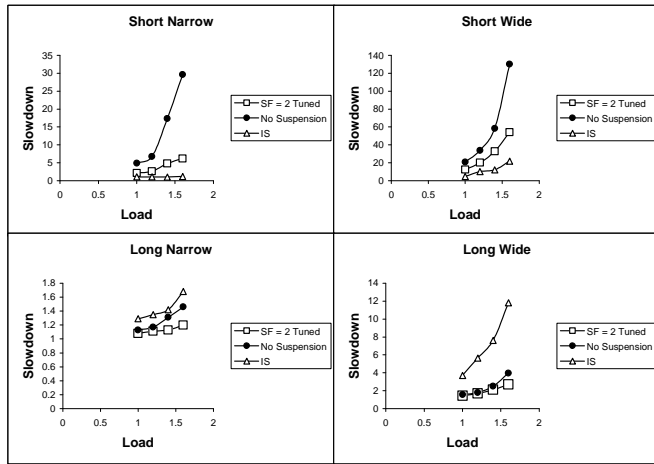 Short Narrow
35
30
25
20
15
10
5
0
Slowdown
0 0.5 1 1.5 2
Load
SF = 2 Tuned
No Suspension
IS
Short Wide
140
120
100
80
60
40
20
0
Slowdown
0 0.5 1 1.5 2
Load
SF = 2 Tuned
No Suspension
IS
Long Narrow
1.8
1.6
1.4
1.2
1
0.8
0.6
0.4
0.2
0
Slowdown
0 0.5 1 1.5 2
Load
SF = 2 Tuned
No Suspension
IS
Long Wide
14
12
10
8
6
4
2
0
Slowdown
0 0.5 1 1.5 2
Load
SF = 2 Tuned
No Suspension
IS